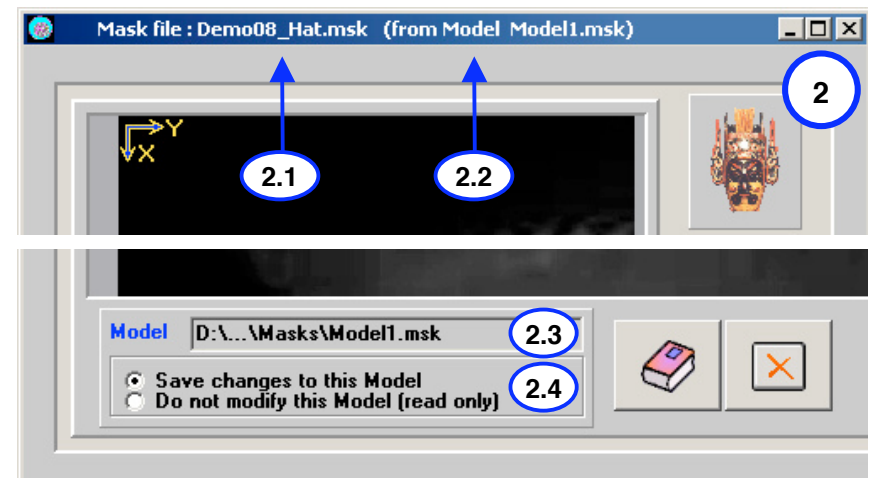 Mask file : Demo08_Hat.msk (from Model Model1.msk)
2
Y
X
2.1
2.2
Model D:\...\Masks\Model1.msk
2.3
Save changes to this Model
Do not modify this Model (read only)
2.4